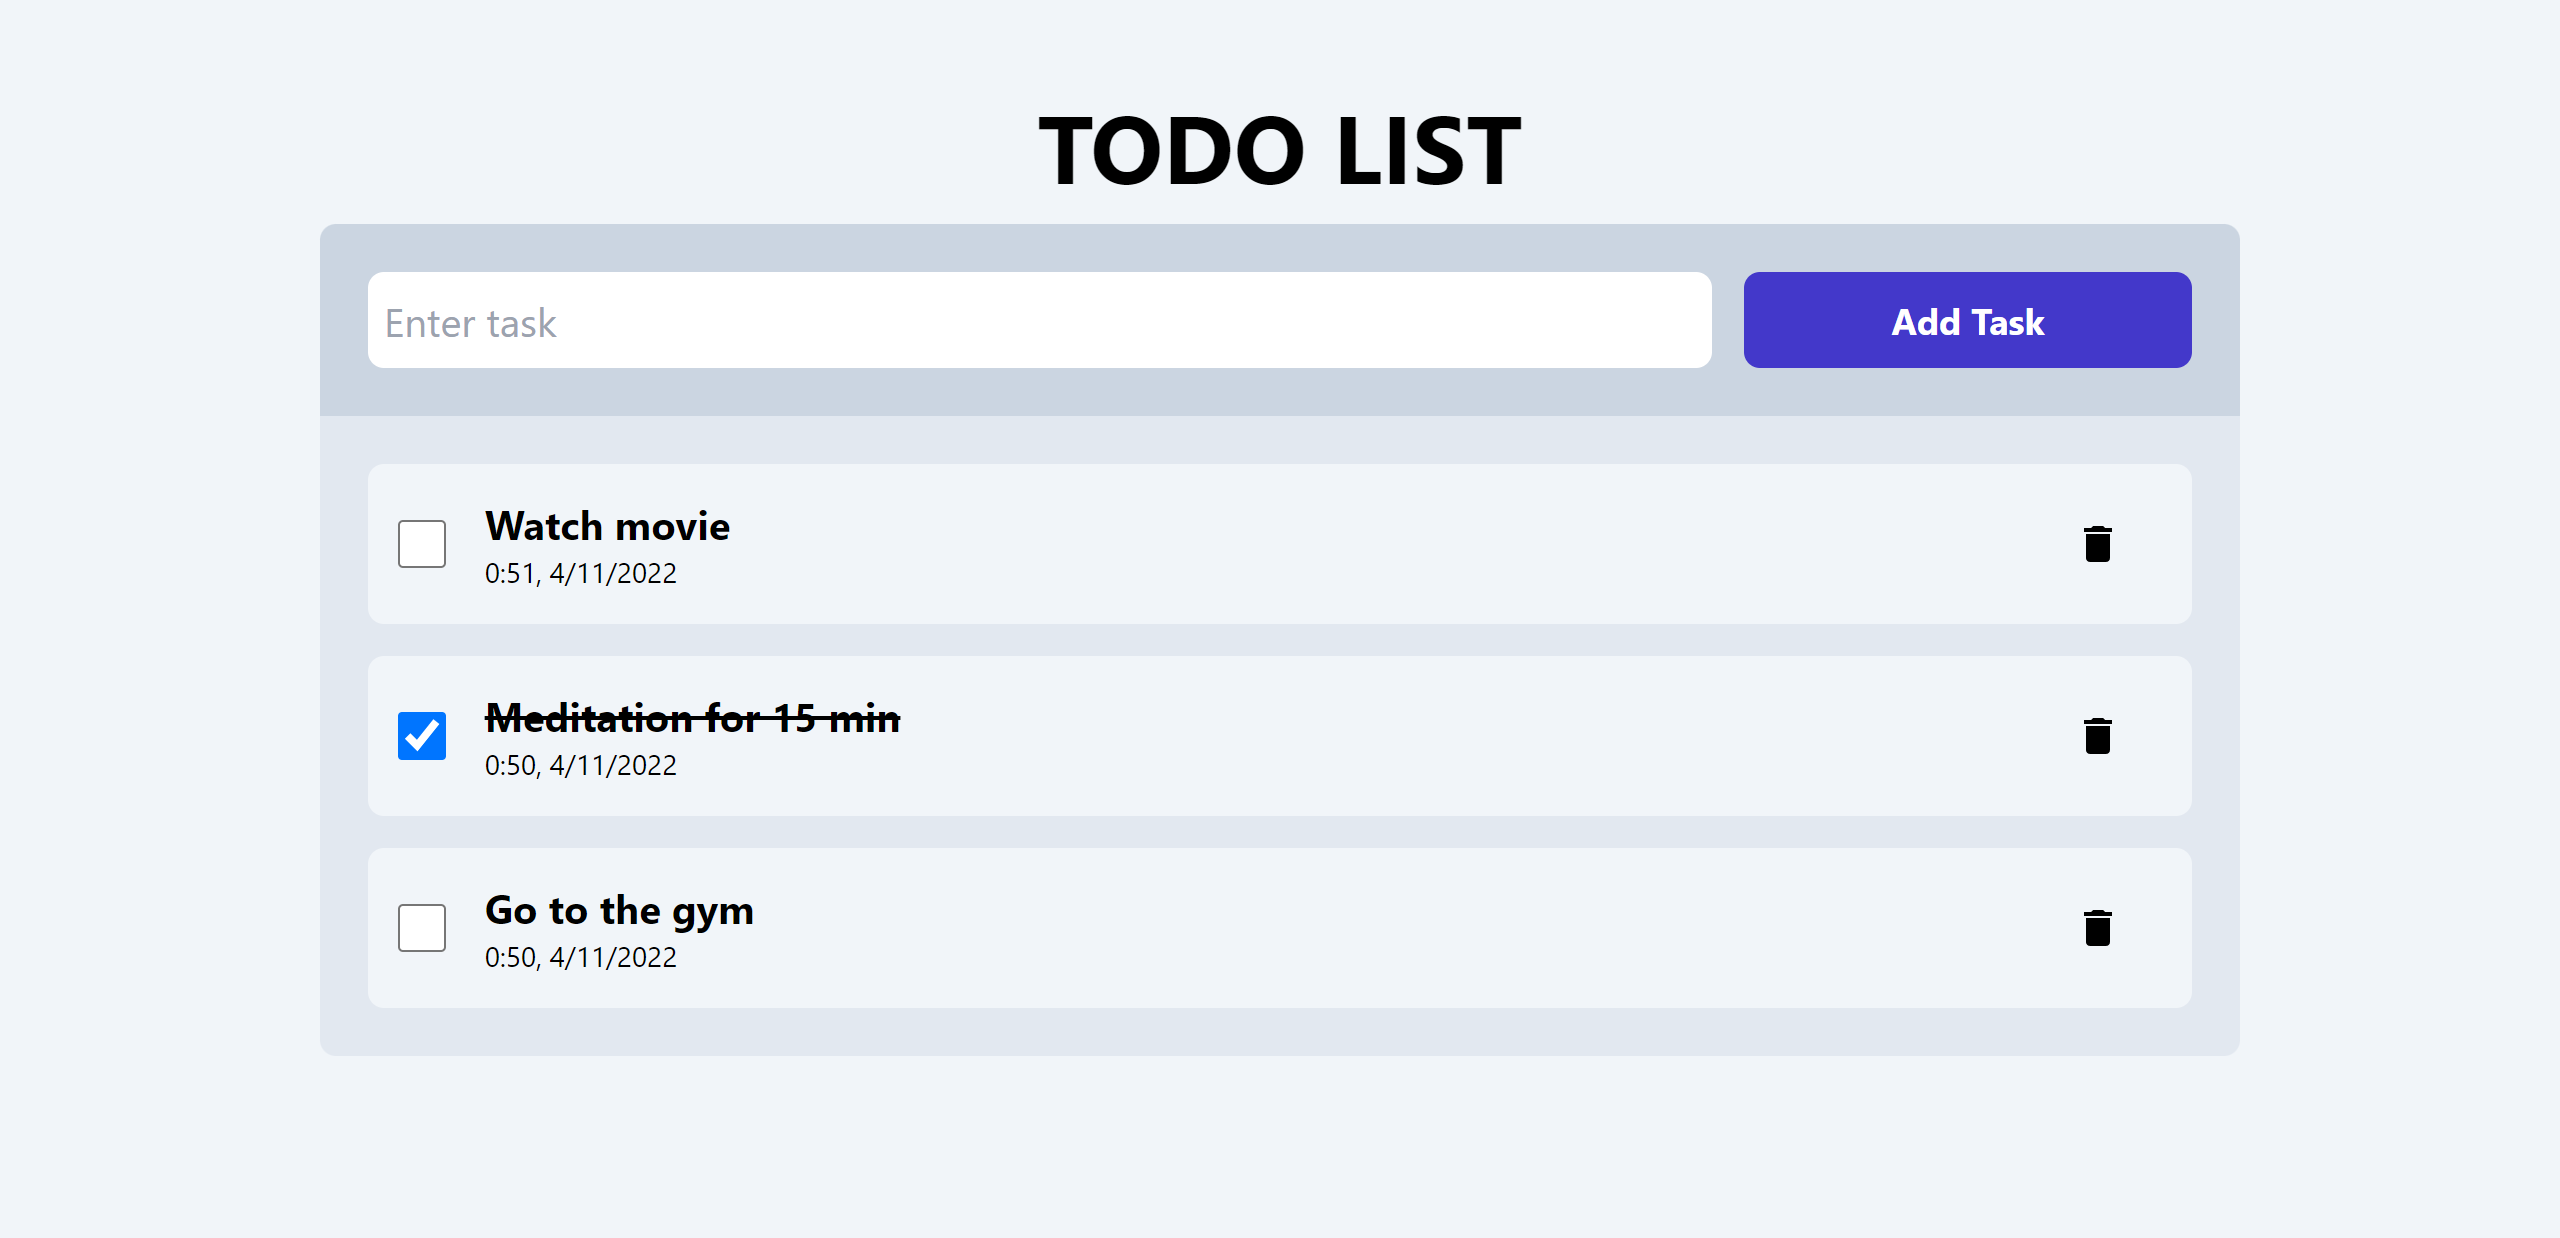 TODO LIST
Enter task
Add Task
Watch movie
0:51, 4/11/2022
Meditation for 15 min
0:50, 4/11/2022
Go to the gym
0:50, 4/11/2022